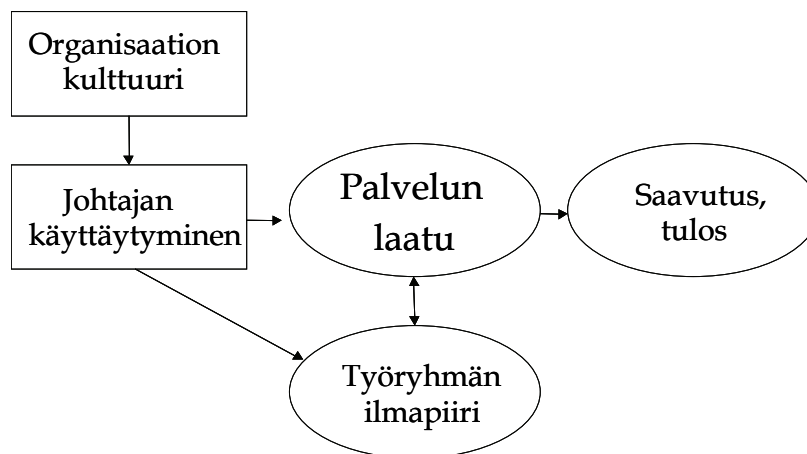 Organisaation
kulttuuri
Johtajan
käyttäytyminen
Palvelun
laatu
Saavutus,
tulos
Työryhmän
ilmapiiri